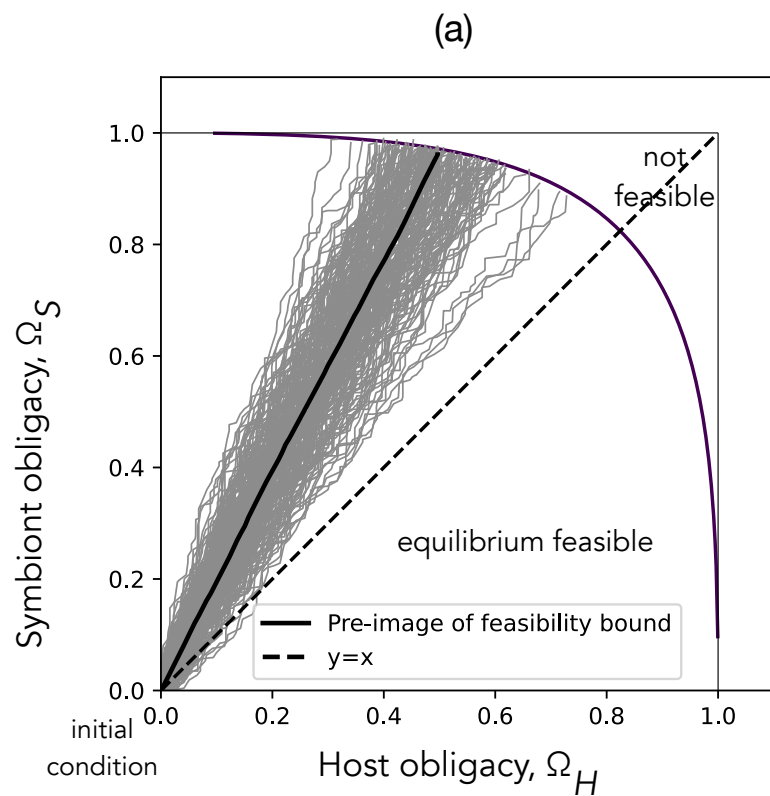 (a)
1.0
0.8
0.6
0.4
0.2
0.0
Symbiont obligacy, Ω_S
not
feasible
equilibrium feasible
Pre-image of feasibility bound
y=x
0.0
0.2
0.4
0.6
0.8
1.0
initial
condition
Host obligacy, Ω_H